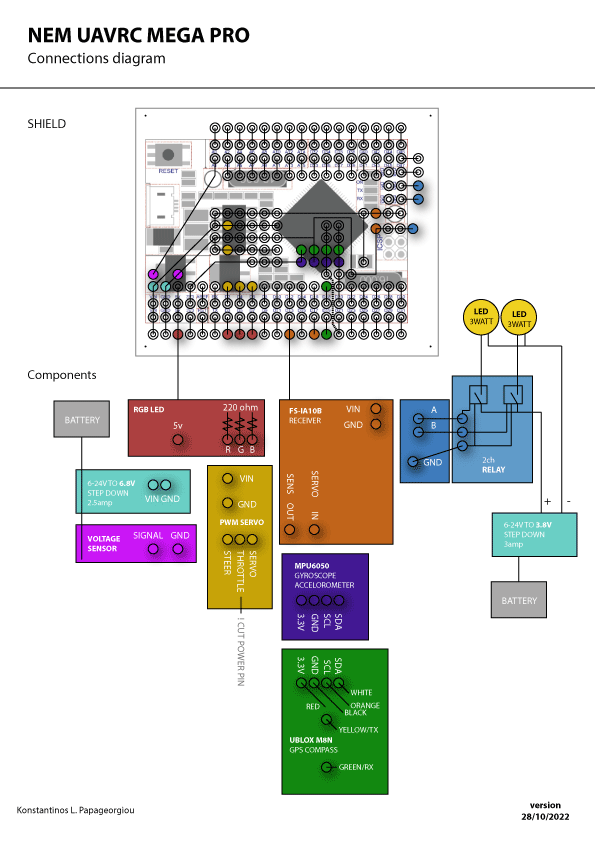 NEM UAVRC MEGA PRO
Connections diagram
SHIELD
RESET
TX
RX
ICSP
Components
LED
3WATT
LED
3WATT
BATTERY
RGB LED
220 ohm
5v
R G B
FS-IA10B
RECEIVER
VIN
GND
SENS OUT
SERVO IN
A
B
GND
2ch
RELAY
6-24V TO 6.8V
STEP DOWN
2.5amp
VIN GND
VOLTAGE
SENSOR
SIGNAL GND
VIN
GND
PWM SERVO
STEER
THROTTLE
SERVO
! CUT POWER PIN
+ -
6-24V TO 3.8V
STEP DOWN
3amp
BATTERY
MPU6050
GYROSCOPE
ACCELOROMETER
3.3V
GND
SCL
SDA
3.3V
GND
SCL
SDA
WHITE
ORANGE
BLACK
RED
YELLOW/TX
UBLOX M8N
GPS COMPASS
GREEN/RX
Konstantinos L. Papageorgiou
version
28/10/2022